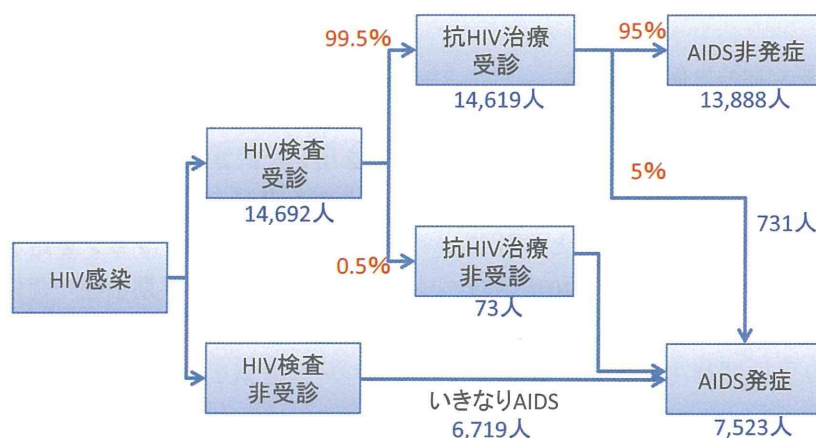 99.5%
抗HIV治療
受診
14,619人
95%
AIDS非発症
13,888人
HIV検査
受診
14,692人
5%
731人
HIV感染
0.5%
抗HIV治療
非受診
73人
HIV検査
非受診
いきなりAIDS
6,719人
AIDS発症
7,523人